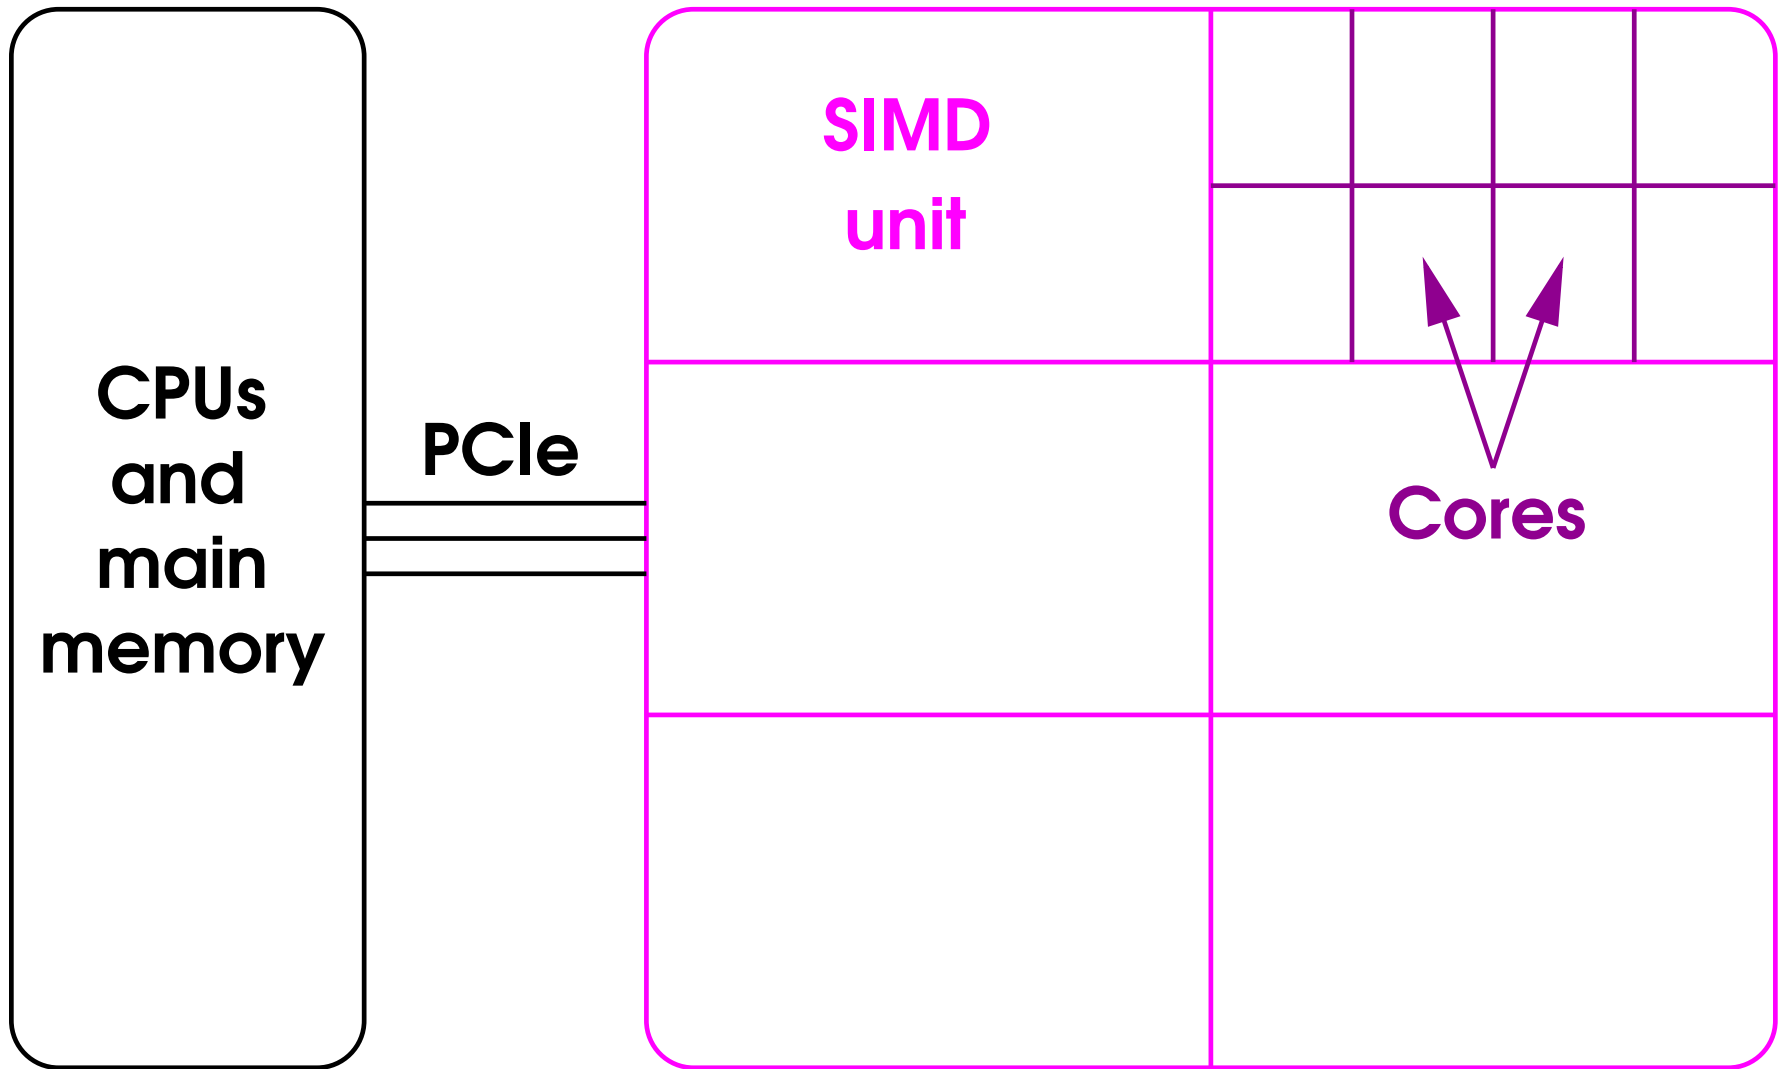 SIMD
unit
CPUs
and
main
memory
PCIe
Cores